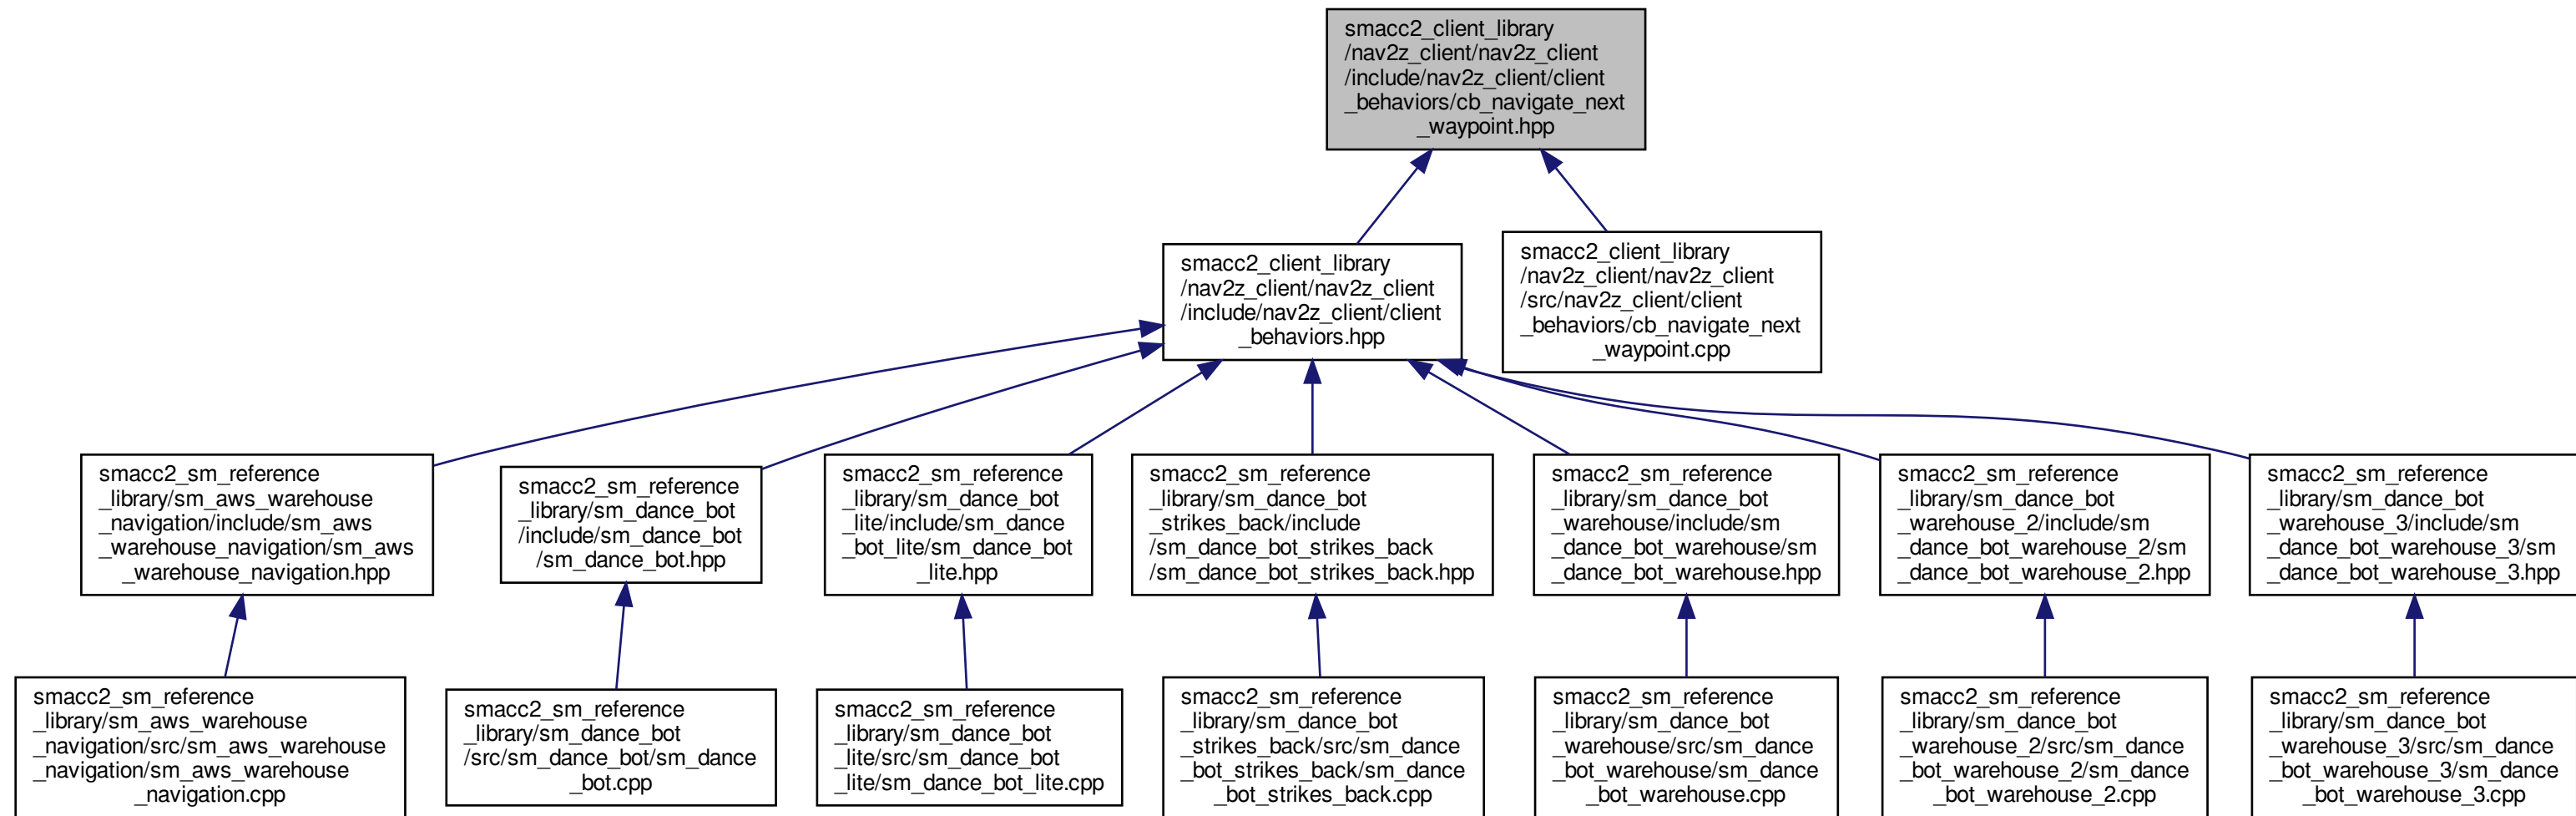 smacc2_client_library
/nav2z_client/nav2z_client
/include/nav2z_client/client
_behaviors/cb_navigate_next
_waypoint.hpp
smacc2_client_library
/nav2z_client/nav2z_client
/include/nav2z_client/client
_behaviors.hpp
smacc2_client_library
/nav2z_client/nav2z_client
/src/nav2z_client/client
_behaviors/cb_navigate_next
_waypoint.cpp
smacc2_sm_reference
_library/sm_aws_warehouse
_navigation/include/sm_aws
_warehouse_navigation/sm_aws
_warehouse_navigation.hpp
smacc2_sm_reference
_library/sm_dance_bot
/include/sm_dance_bot
/sm_dance_bot.hpp
smacc2_sm_reference
_library/sm_dance_bot
_lite/include/sm_dance
_bot_lite/sm_dance_bot
_lite.hpp
smacc2_sm_reference
_library/sm_dance_bot
_strikes_back/include
/sm_dance_bot_strikes_back
/sm_dance_bot_strikes_back.hpp
smacc2_sm_reference
_library/sm_dance_bot
_warehouse/include/sm
_dance_bot_warehouse/sm
_dance_bot_warehouse.hpp
smacc2_sm_reference
_library/sm_dance_bot
_warehouse_2/include/sm
_dance_bot_warehouse_2/sm
_dance_bot_warehouse_2.hpp
smacc2_sm_reference
_library/sm_dance_bot
_warehouse_3/include/sm
_dance_bot_warehouse_3/sm
_dance_bot_warehouse_3.hpp
smacc2_sm_reference
_library/sm_aws_warehouse
_navigation/src/sm_aws_warehouse
_navigation/sm_aws_warehouse
_navigation.cpp
smacc2_sm_reference
_library/sm_dance_bot
/src/sm_dance_bot/sm_dance
_bot.cpp
smacc2_sm_reference
_library/sm_dance_bot
_lite/src/sm_dance_bot
_lite/sm_dance_bot_lite.cpp
smacc2_sm_reference
_library/sm_dance_bot
_strikes_back/src/sm_dance
_bot_strikes_back/sm_dance
_bot_strikes_back.cpp
smacc2_sm_reference
_library/sm_dance_bot
_warehouse/src/sm_dance
_bot_warehouse/sm_dance
_bot_warehouse.cpp
smacc2_sm_reference
_library/sm_dance_bot
_warehouse_2/src/sm_dance
_bot_warehouse_2/sm_dance
_bot_warehouse_2.cpp
smacc2_sm_reference
_library/sm_dance_bot
_warehouse_3/src/sm_dance
_bot_warehouse_3/sm_dance
_bot_warehouse_3.cpp